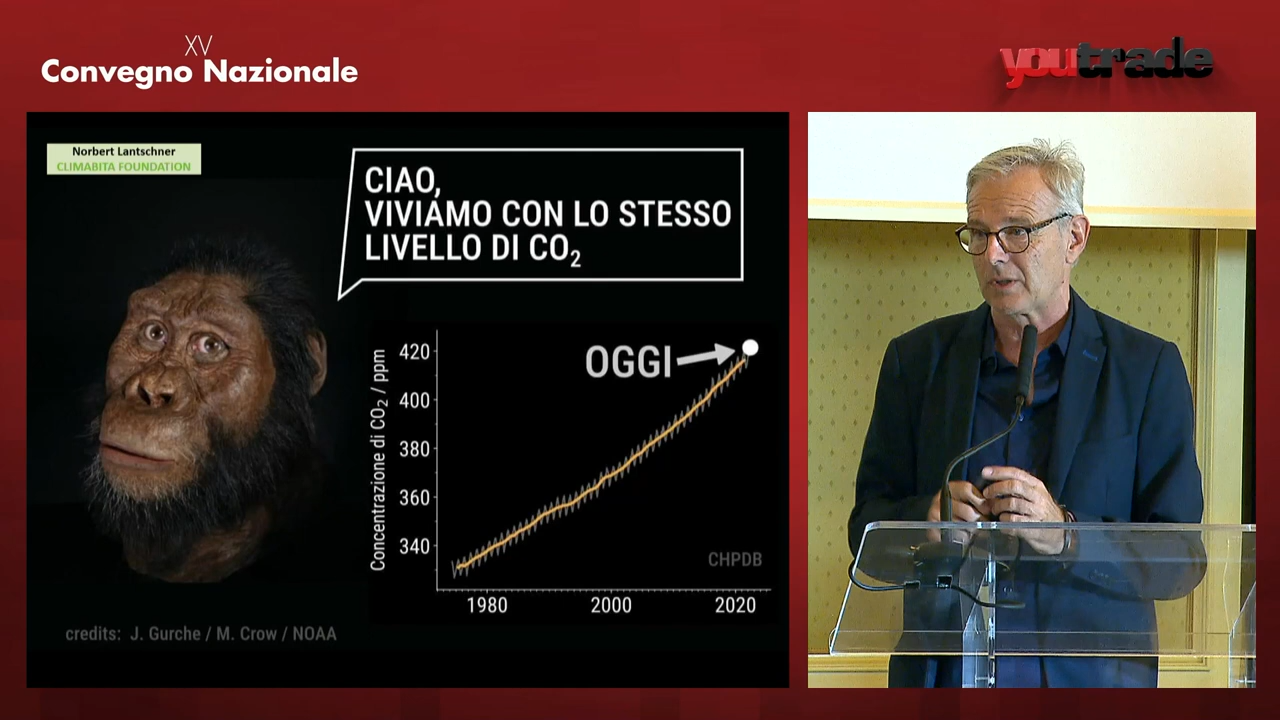 XV
Convegno Nazionale
youtrade
Norbert Lantschner
CLIMABITA FOUNDATION
CIAO,
VIVIAMO CON LO STESSO
LIVELLO DI CO₂
OGGI
Concentrazione di CO₂ / ppm
420
400
380
360
340
CHPDB
1980
2000
2020
credits: J. Gurche / M. Crow / NOAA